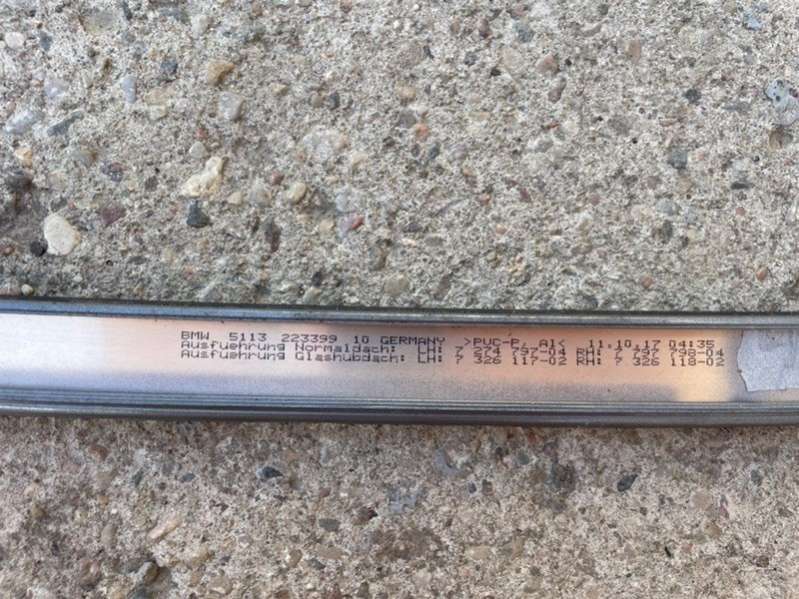 BMW 5113 223399 10 GERMANY >PVC-P, Al< 11.10.17 04:35
Ausfuehrung Normaldach: LH: 7 274 797-04 RH: 7 797 798-04
Ausfuehrung Glashubdach: LH: 7 326 117-02 RH: 7 326 118-02